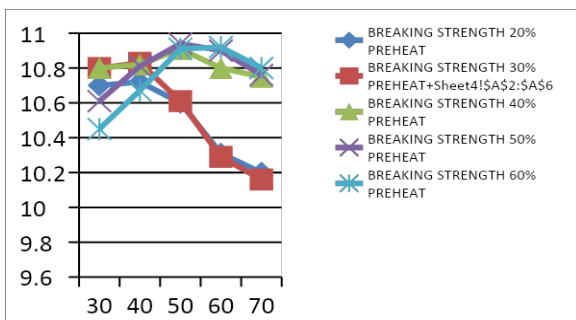 11
10.8
10.6
10.4
10.2
10
9.8
9.6
30 40 50 60 70
BREAKING STRENGTH 20%
PREHEAT
BREAKING STRENGTH 30%
PREHEAT+Sheet4!$A$2:$A$6
BREAKING STRENGTH 40%
PREHEAT
BREAKING STRENGTH 50%
PREHEAT
BREAKING STRENGTH 60%
PREHEAT